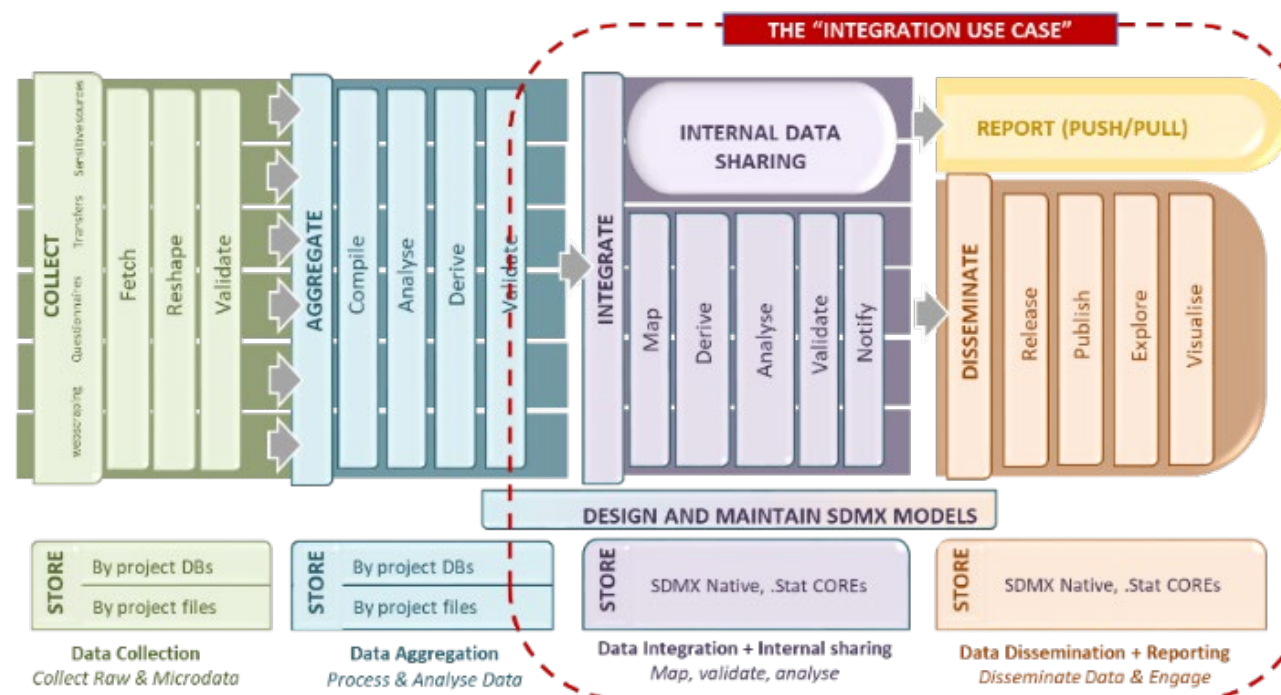 THE "INTEGRATION USE CASE"
COLLECT
webscraping
Questionnaires
Transfers
Sensitive sources
Fetch
Reshape
Validate
AGGREGATE
Compile
Analyse
Derive
Validate
INTEGRATE
INTERNAL DATA
SHARING
Map
Derive
Analyse
Validate
Notify
REPORT (PUSH/PULL)
DISSEMINATE
Release
Publish
Explore
Visualise
DESIGN AND MAINTAIN SDMX MODELS
STORE
By project DBs
By project files
STORE
By project DBs
By project files
STORE
SDMX Native, .Stat COREs
STORE
SDMX Native, .Stat COREs
Data Collection
Collect Raw & Microdata
Data Aggregation
Process & Analyse Data
Data Integration + Internal sharing
Map, validate, analyse
Data Dissemination + Reporting
Disseminate Data & Engage